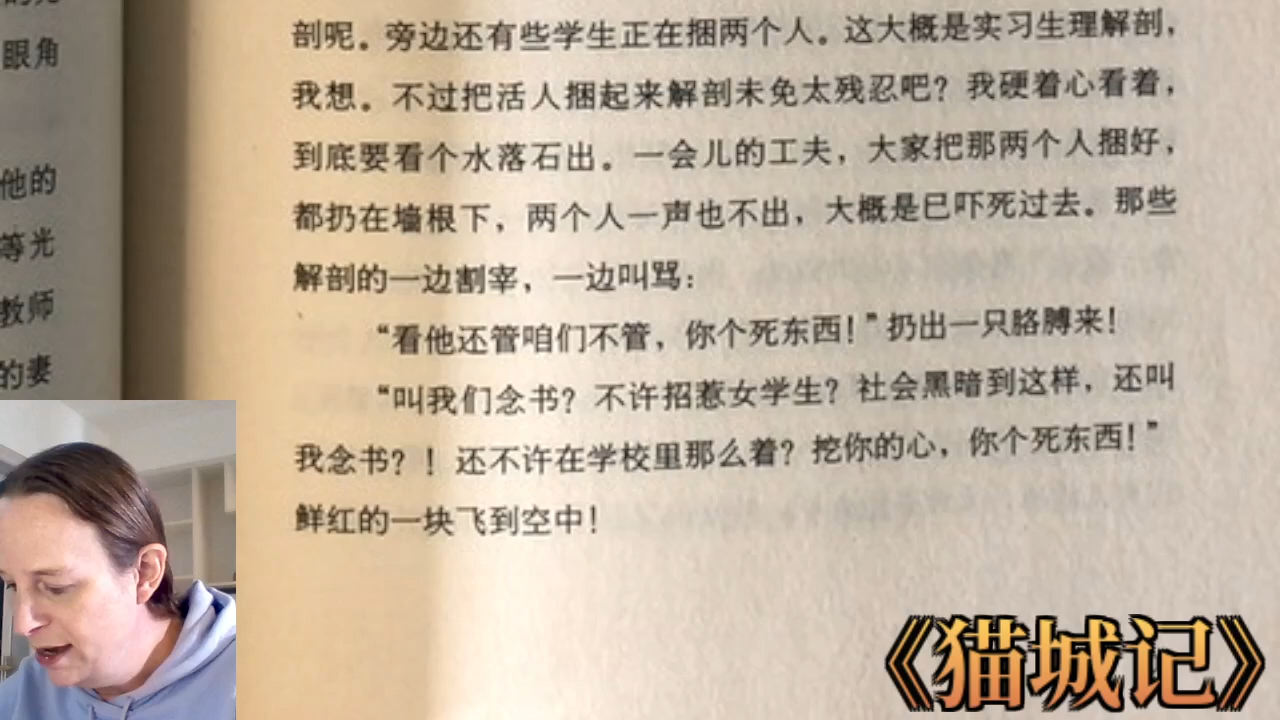 眼角
他的
等光
教师
的妻
剖呢。旁边还有些学生正在捆两个人。这大概是实习生理解剖，
我想。不过把活人捆起来解剖未免太残忍吧？我硬着心看着，
到底要看个水落石出。一会儿的工夫，大家把那两个人捆好，
都扔在墙根下，两个人一声也不出，大概是已吓死过去。那些
解剖的一边割宰，一边叫骂：
“看他还管咱们不管，你个死东西！”扔出一只胳膊来！
“叫我们念书？不许招惹女学生？社会黑暗到这样，还叫
我念书？！还不许在学校里那么着？挖你的心，你个死东西！”
鲜红的一块飞到空中！
《猫城记》